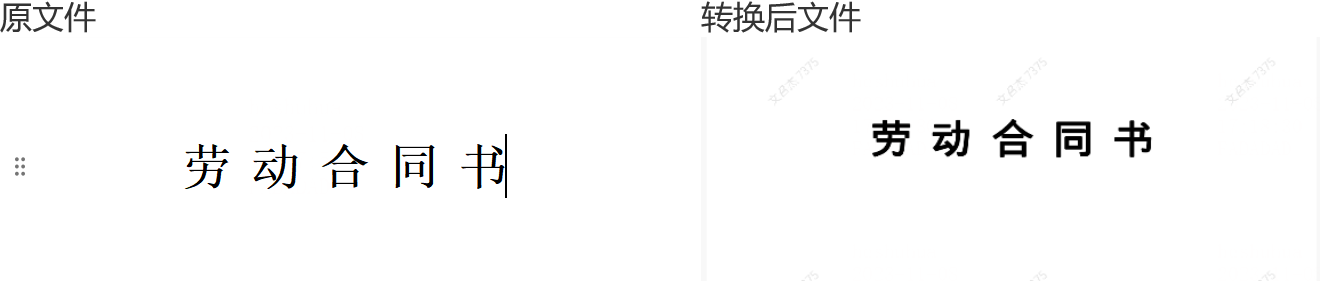 原文件
转换后文件
劳 动 合 同 书
劳 动 合 同 书